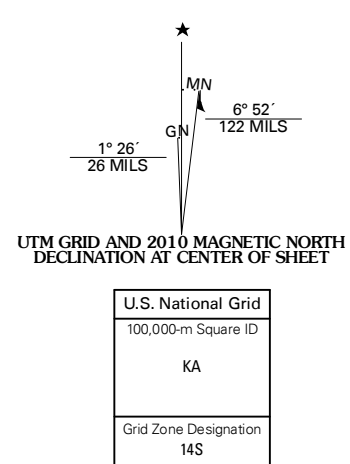 MN
6° 52´
122 MILS
GN
1° 26´
26 MILS
UTM GRID AND 2010 MAGNETIC NORTH
DECLINATION AT CENTER OF SHEET
U.S. National Grid
100,000-m Square ID
KA
Grid Zone Designation
14S